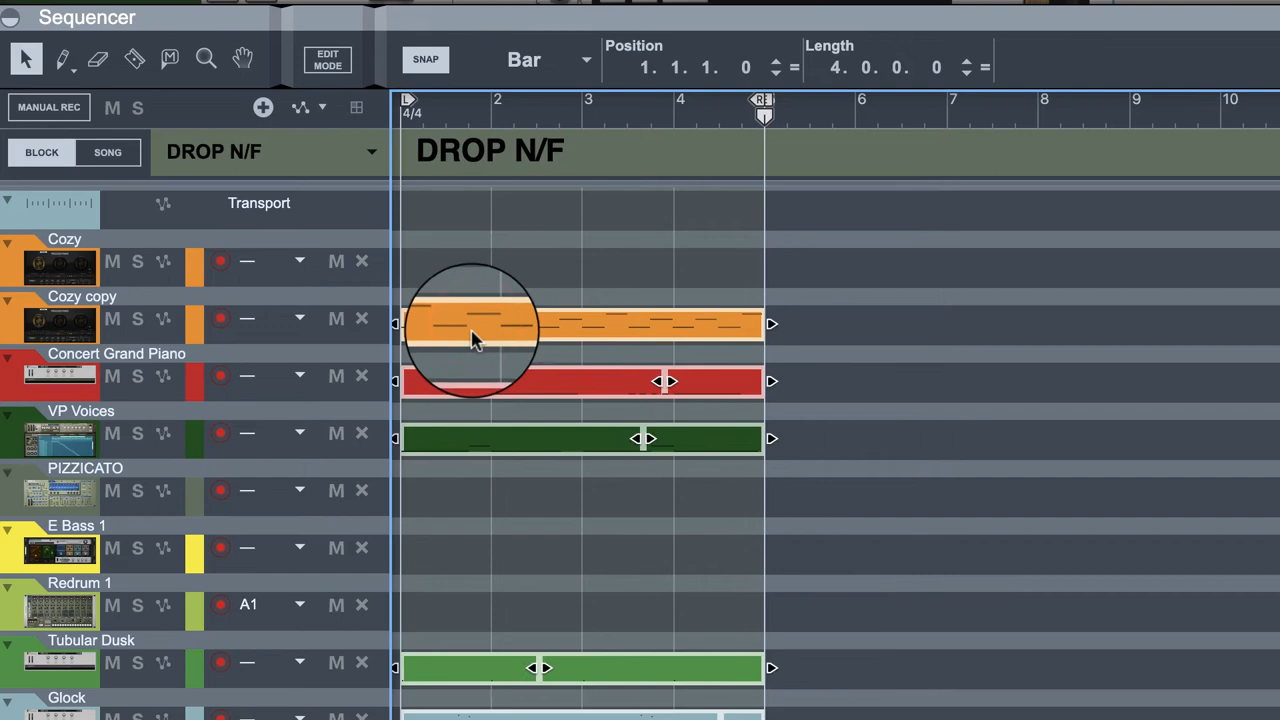 Sequencer
EDIT MODE
SNAP
Bar
Position
1. 1. 1. 0
Length
4. 0. 0. 0
MANUAL REC
M S
L 2 3 4 E 6 7 8 9 10
4/4
BLOCK SONG DROP N/F DROP N/F
Transport
Cozy
M S M
Cozy copy
M S M
Concert Grand Piano
M S M
VP Voices
M S M
PIZZICATO
M S M
E Bass 1
M S M
Redrum 1
M S A1 M
Tubular Dusk
M S M
Glock